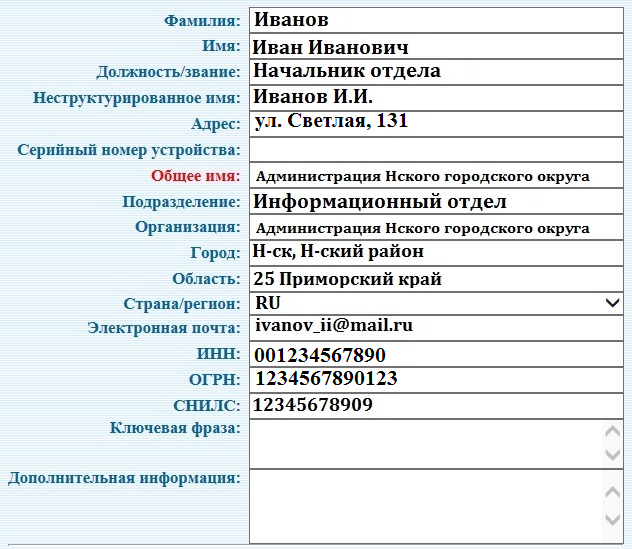 Фамилия: Иванов
Имя: Иван Иванович
Должность/звание: Начальник отдела
Неструктурированное имя: Иванов И.И.
Адрес: ул. Светлая, 131
Серийный номер устройства:
Общее имя: Администрация Нского городского округа
Подразделение: Информационный отдел
Организация: Администрация Нского городского округа
Город: Н-ск, Н-ский район
Область: 25 Приморский край
Страна/регион: RU
Электронная почта: ivanov_ii@mail.ru
ИНН: 001234567890
ОГРН: 1234567890123
СНИЛС: 12345678909
Ключевая фраза:
Дополнительная информация: